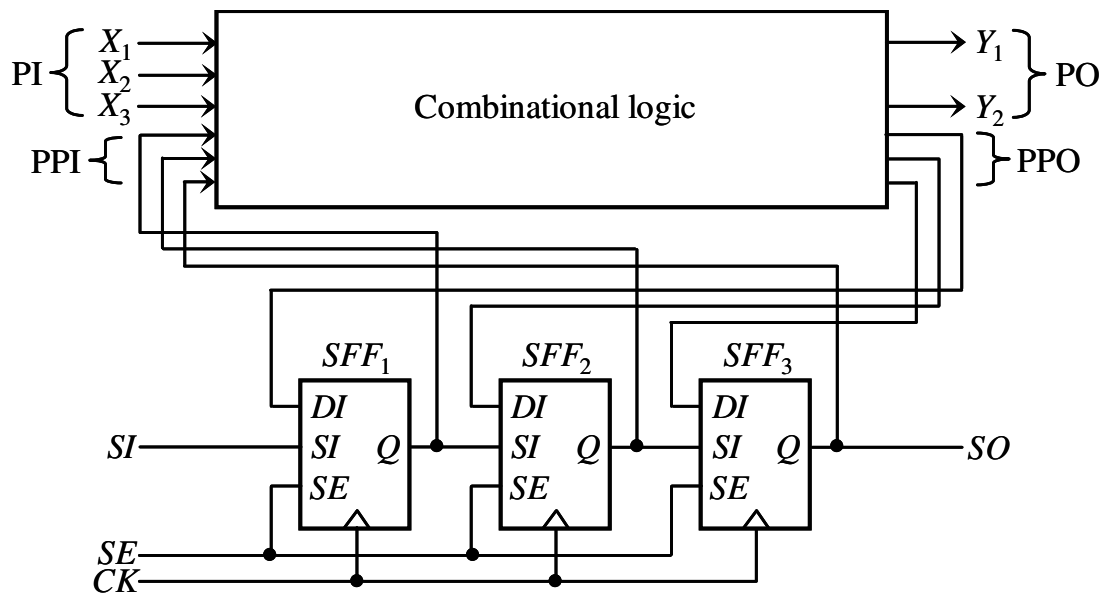 PI X₁ Y₁ PO
X₂ Combinational logic
X₃ Y₂
PPI PPO
SFF₁ SFF₂ SFF₃
DI DI DI
SI SI Q SI Q SI Q SO
SE SE SE
SE
CK